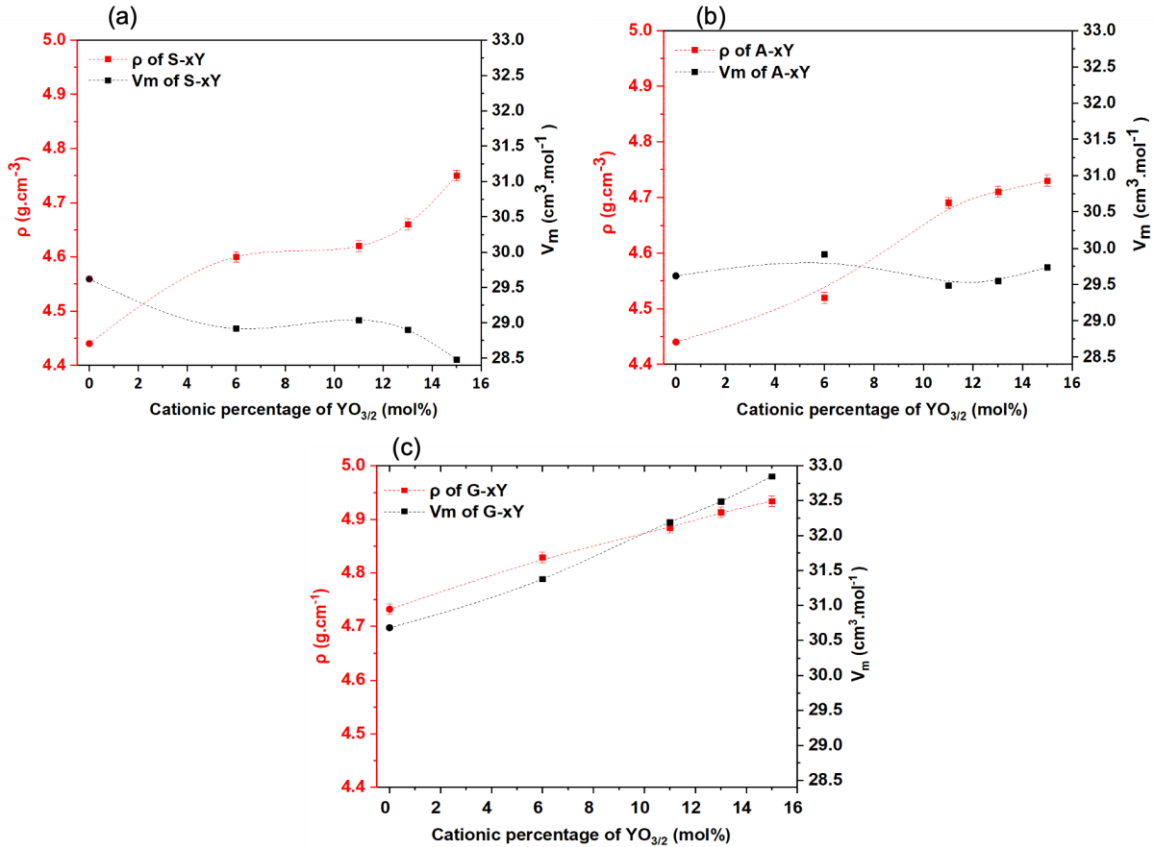 (a)
ρ of S-xY
Vm of S-xY
5.0
4.9
4.8
4.7
4.6
4.5
4.4
ρ (g.cm⁻³)
33.0
32.5
32.0
31.5
31.0
30.5
30.0
29.5
29.0
28.5
Vₘ (cm³.mol⁻¹)
0 2 4 6 8 10 12 14 16
Cationic percentage of YO₃/₂ (mol%)
(b)
ρ of A-xY
Vm of A-xY
5.0
4.9
4.8
4.7
4.6
4.5
4.4
ρ (g.cm⁻³)
33.0
32.5
32.0
31.5
31.0
30.5
30.0
29.5
29.0
28.5
Vₘ (cm³.mol⁻¹)
0 2 4 6 8 10 12 14 16
Cationic percentage of YO₃/₂ (mol%)
(c)
ρ of G-xY
Vm of G-xY
5.0
4.9
4.8
4.7
4.6
4.5
4.4
ρ (g.cm⁻¹)
33.0
32.5
32.0
31.5
31.0
30.5
30.0
29.5
29.0
28.5
Vₘ (cm³.mol⁻¹)
0 2 4 6 8 10 12 14 16
Cationic percentage of YO₃/₂ (mol%)